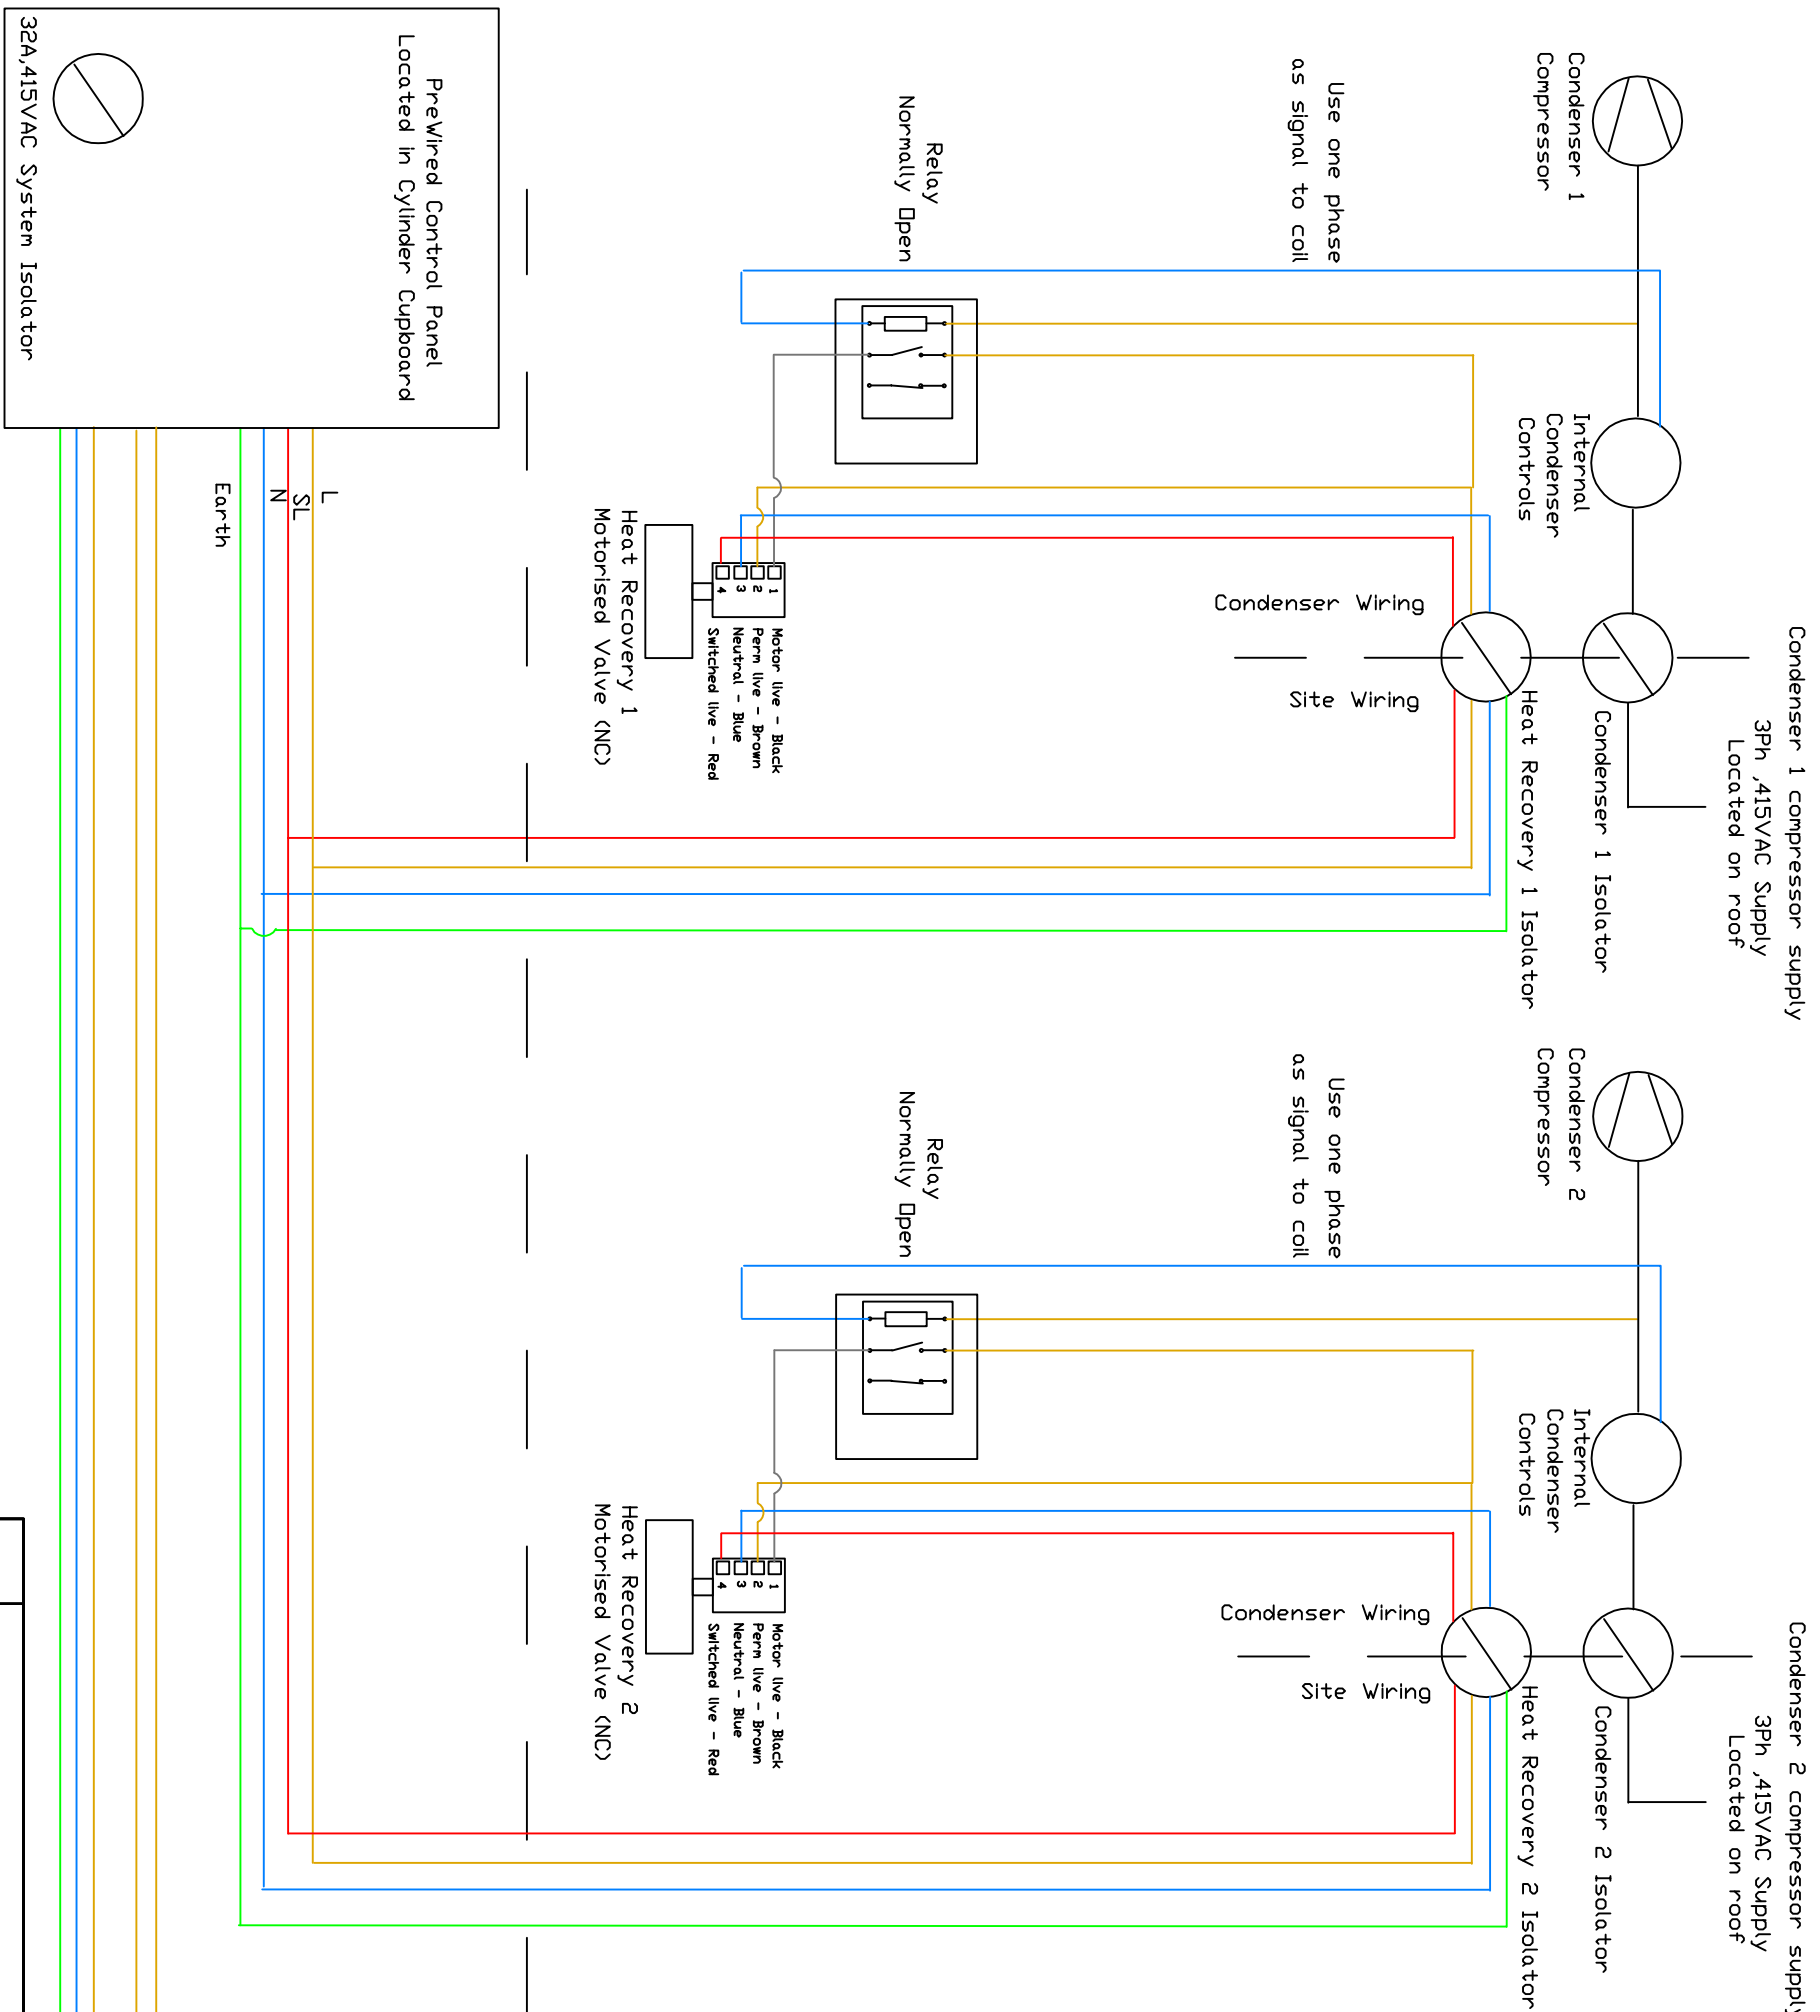 Condenser 1 compressor supply
3Ph ,415VAC Supply
Located on roof
Condenser 1
Compressor
Internal
Condenser
Controls
Condenser 1 Isolator
Heat Recovery 1 Isolator
Use one phase
as signal to coil
Condenser Wiring
Site Wiring
Relay
Normally Open
1
2
3
4
Motor live - Black
Perm live - Brown
Neutral - Blue
Switched live - Red
Heat Recovery 1
Motorised Valve (NC)
Condenser 2 compressor supply
3Ph ,415VAC Supply
Located on roof
Condenser 2
Compressor
Internal
Condenser
Controls
Condenser 2 Isolator
Heat Recovery 2 Isolator
Use one phase
as signal to coil
Condenser Wiring
Site Wiring
Relay
Normally Open
1
2
3
4
Motor live - Black
Perm live - Brown
Neutral - Blue
Switched live - Red
Heat Recovery 2
Motorised Valve (NC)
PreWired Control Panel
Located in Cylinder Cupboard
32A,415VAC System Isolator
L
SL
N
Earth